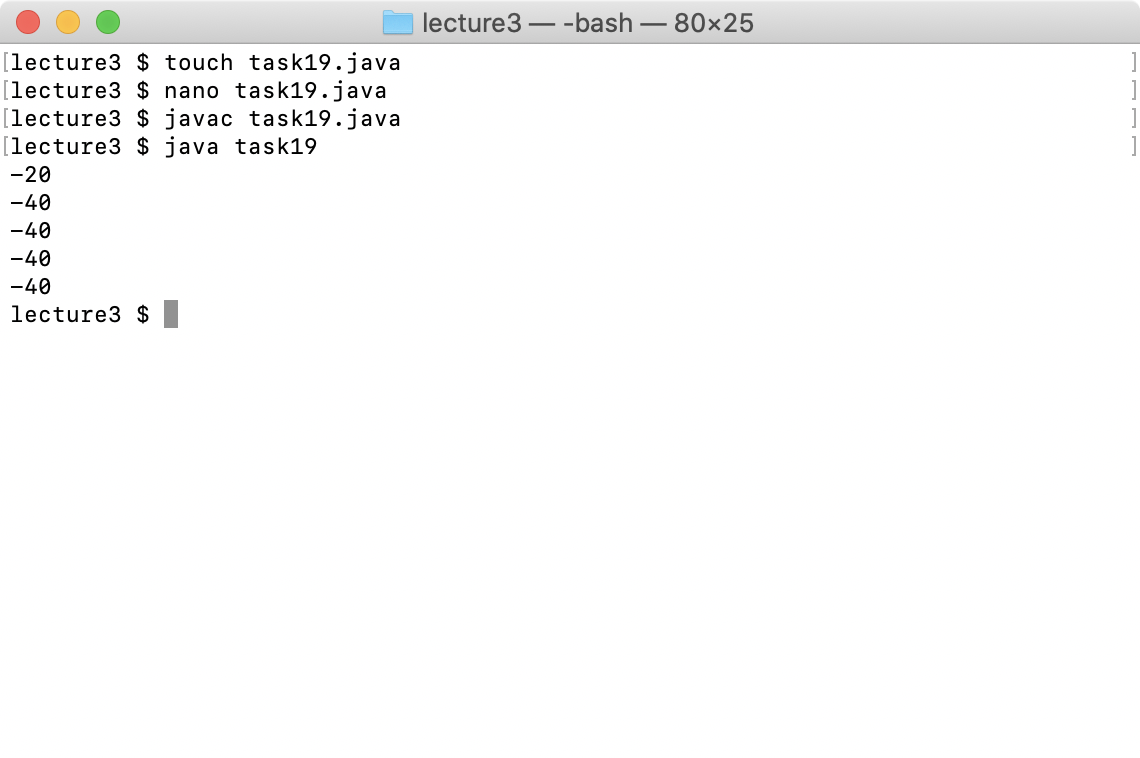 lecture3 — -bash — 80×25
[lecture3 $ touch task19.java ]
[lecture3 $ nano task19.java ]
[lecture3 $ javac task19.java ]
[lecture3 $ java task19 ]
-20
-40
-40
-40
-40
lecture3 $